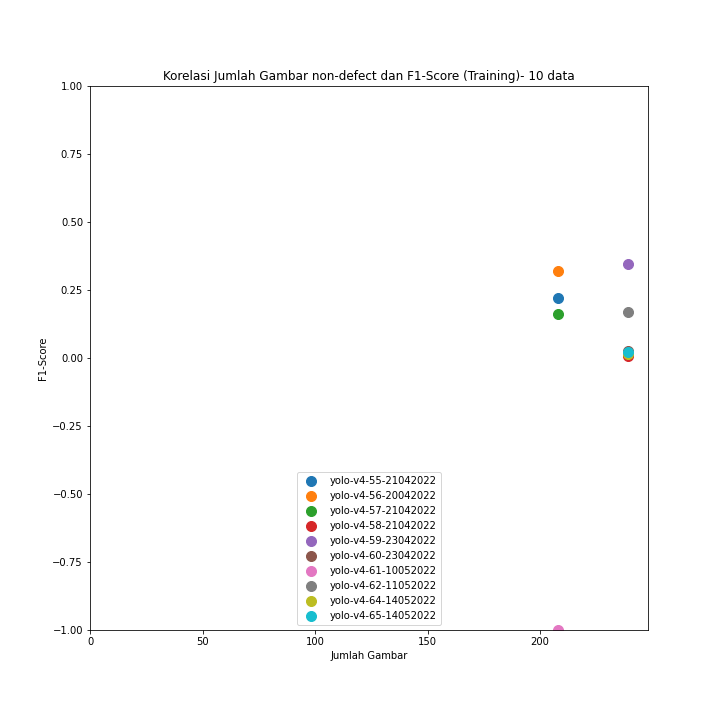 Korelasi Jumlah Gambar non-defect dan F1-Score (Training)- 10 data
1.00
0.75
0.50
0.25
0.00
−0.25
−0.50
−0.75
−1.00
F1-Score
yolo-v4-55-21042022
yolo-v4-56-20042022
yolo-v4-57-21042022
yolo-v4-58-21042022
yolo-v4-59-23042022
yolo-v4-60-23042022
yolo-v4-61-10052022
yolo-v4-62-11052022
yolo-v4-64-14052022
yolo-v4-65-14052022
0 50 100 150 200
Jumlah Gambar